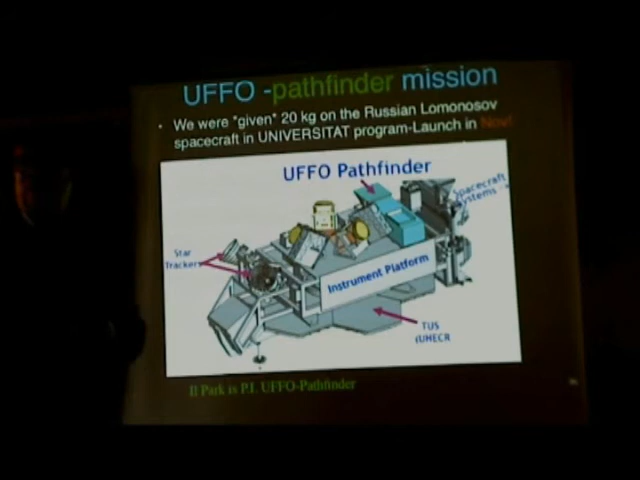 UFFO -pathfinder mission
• We were *given* 20 kg on the Russian Lomonosov
spacecraft in UNIVERSITAT program-Launch in Nov!
UFFO Pathfinder
Spacecraft
Star
Trackers
Instrument Platform
TUS
(UHECR
Il Park is P.I. UFFO-Pathfinder